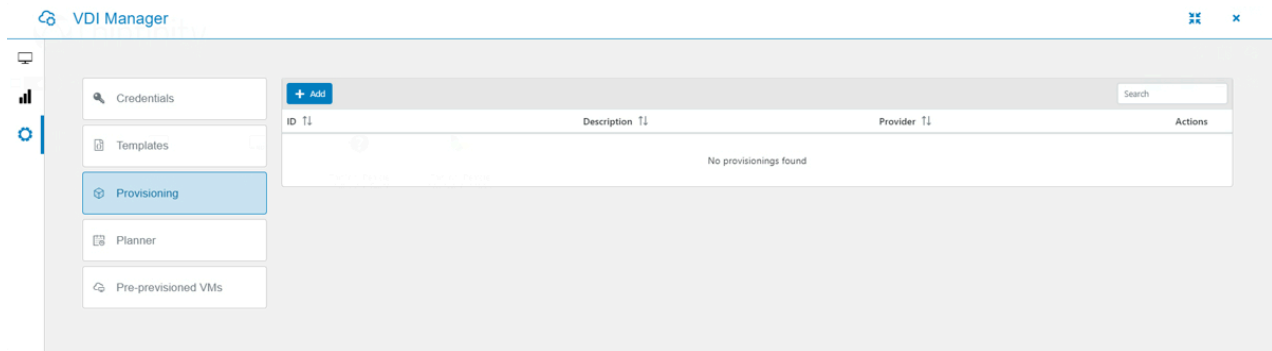 VDI Manager
Credentials
Templates
Provisioning
Planner
Pre-previsioned VMs
+ Add
Search
ID Description Provider Actions
No provisionings found